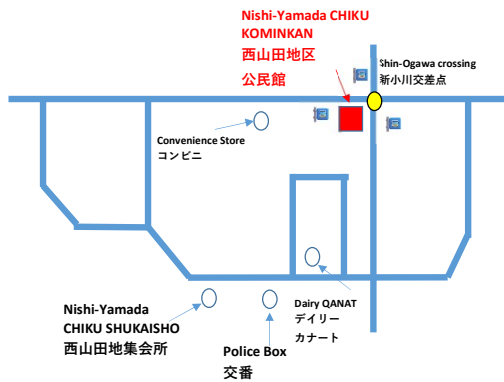 Nishi-Yamada CHIKU
KOMINKAN
西山田地区
公民館
Shin-Ogawa crossing
新小川交差点
Convenience Store
コンビニ
Nishi-Yamada
CHIKU SHUKAISHO
西山田地集会所
Police Box
交番
Dairy QANAT
デイリー
カナート